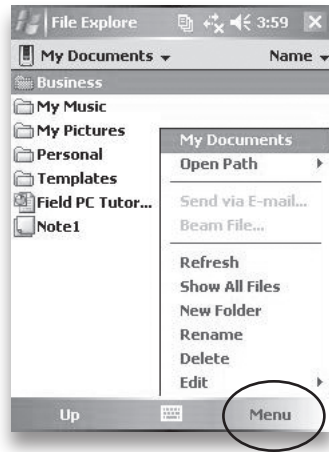 File Explore 3:59
My Documents Name
Business
My Music
My Pictures
Personal
Templates
Field PC Tutor...
Note1
My Documents
Open Path
Send via E-mail...
Beam File...
Refresh
Show All Files
New Folder
Rename
Delete
Edit
Up Menu